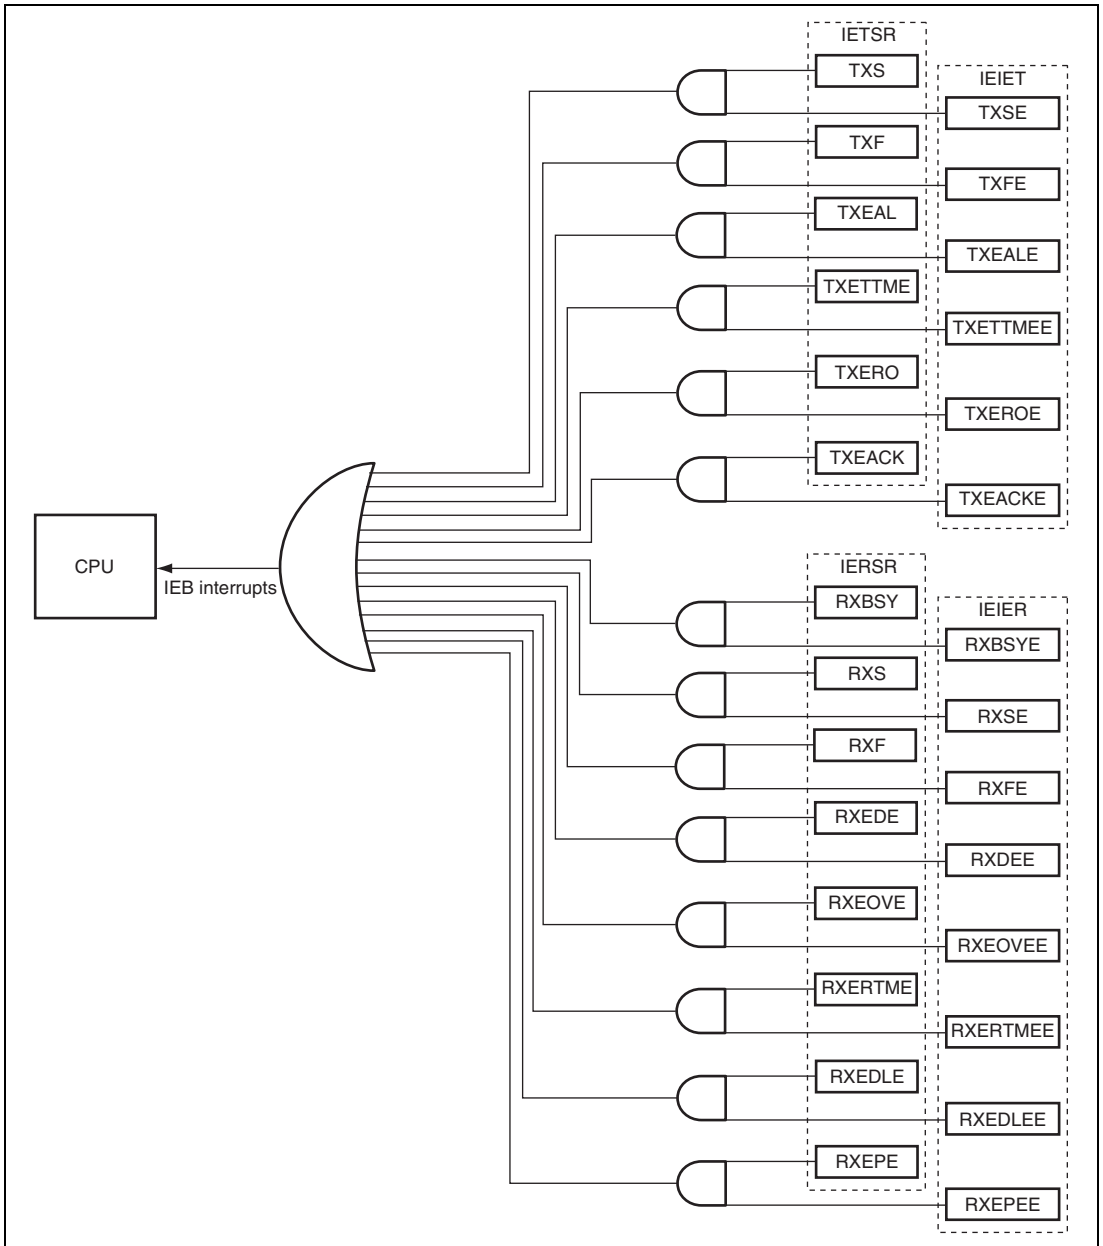 IETSR
TXS
IEIET
TXSE
TXF
TXFE
TXEAL
TXEALE
TXETTME
TXETTMEE
TXERO
TXEROE
TXEACK
TXEACKE
CPU
IEB interrupts
IERSR
RXBSY
IEIER
RXBSYE
RXS
RXSE
RXF
RXFE
RXEDE
RXDEE
RXEOVE
RXEOVEE
RXERTME
RXERTMEE
RXEDLE
RXEDLEE
RXEPE
RXEPEE